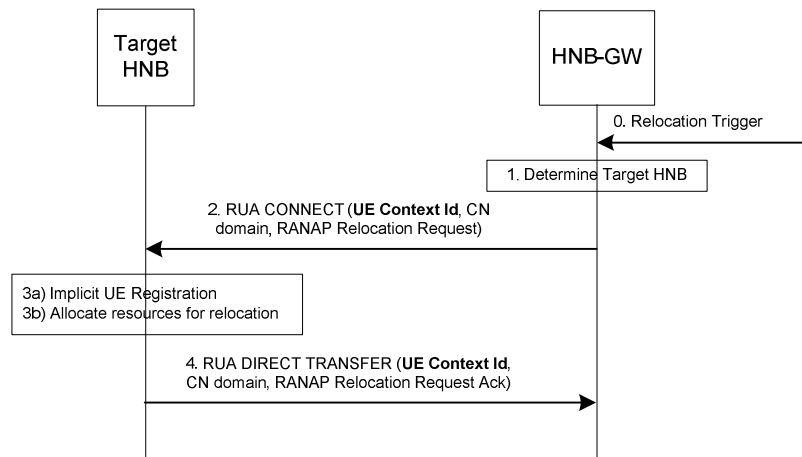 Target
HNB
HNB-GW
0. Relocation Trigger
1. Determine Target HNB
2. RUA CONNECT (UE Context Id, CN
domain, RANAP Relocation Request)
3a) Implicit UE Registration
3b) Allocate resources for relocation
4. RUA DIRECT TRANSFER (UE Context Id,
CN domain, RANAP Relocation Request Ack)